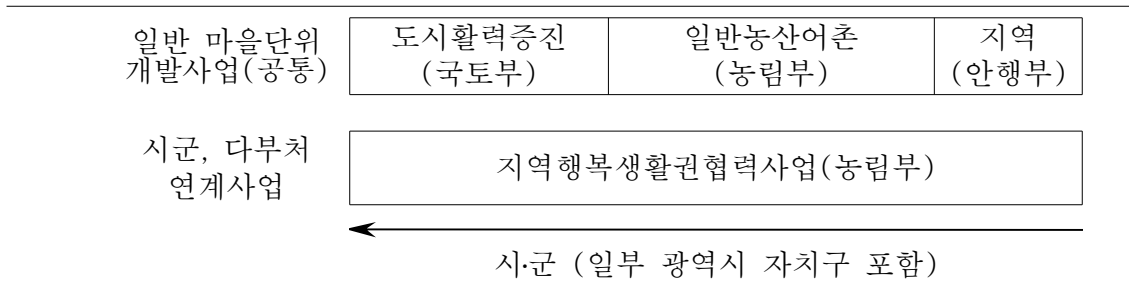 일반 마을단위
개발사업(공통)
도시활력증진
(국토부)
일반농산어촌
(농림부)
지역
(안행부)
시군, 다부처
연계사업
지역행복생활권협력사업(농림부)
시·군 (일부 광역시 자치구 포함)